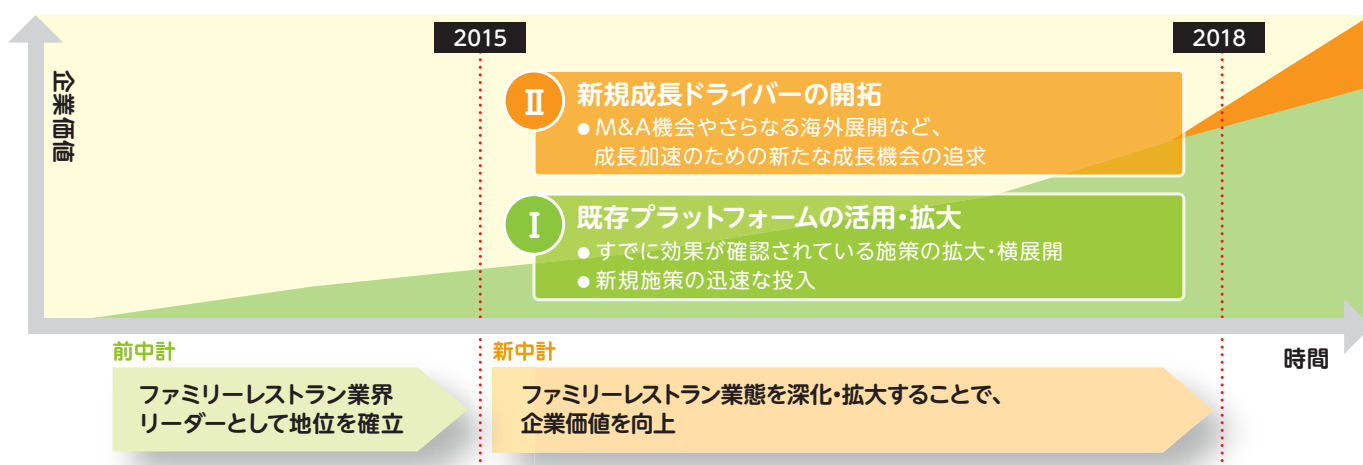 2015
2018
企業価値
Ⅱ
新規成長ドライバーの開拓
●M&A機会やさらなる海外展開など、
成長加速のための新たな成長機会の追求
Ⅰ
既存プラットフォームの活用・拡大
●すでに効果が確認されている施策の拡大・横展開
●新規施策の迅速な投入
前中計
新中計
時間
ファミリーレストラン業界
リーダーとして地位を確立
ファミリーレストラン業態を深化・拡大することで、
企業価値を向上